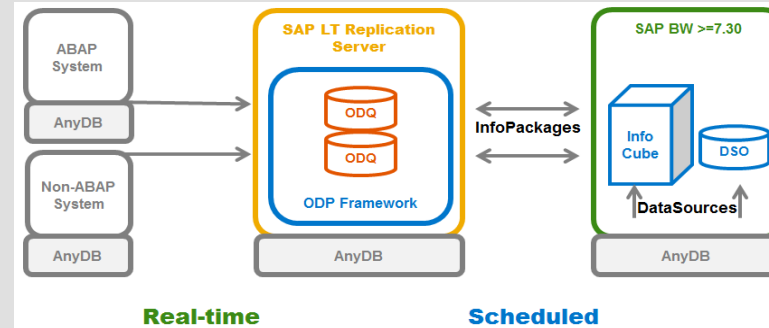 ABAP
System
AnyDB
Non-ABAP
System
AnyDB
SAP LT Replication
Server
ODQ
ODQ
ODP Framework
AnyDB
InfoPackages
SAP BW >=7.30
Info
Cube
DSO
DataSources
AnyDB
Real-time
Scheduled